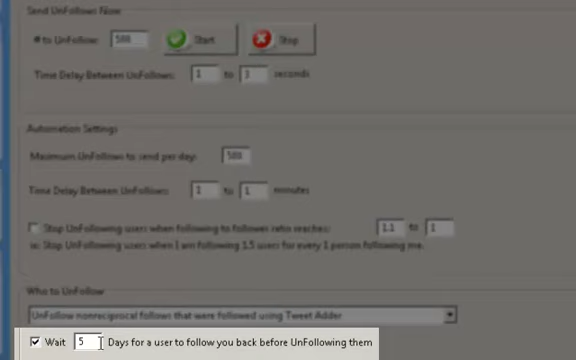 Send UnFollows Now
# to UnFollow: 500 Start Stop
Time Delay Between UnFollows: 1 to 3 seconds
Automation Settings
Maximum UnFollows to send per day: 500
Time Delay Between UnFollows: 1 to 1 minutes
Stop UnFollowing users when following to follower ratio reaches: 1.1 to 1
ie: Stop UnFollowing users when I am following 1.5 users for every 1 person following me.
Who to UnFollow
UnFollow nonreciprocal follows that were followed using Tweet Adder
Wait 5 Days for a user to follow you back before UnFollowing them